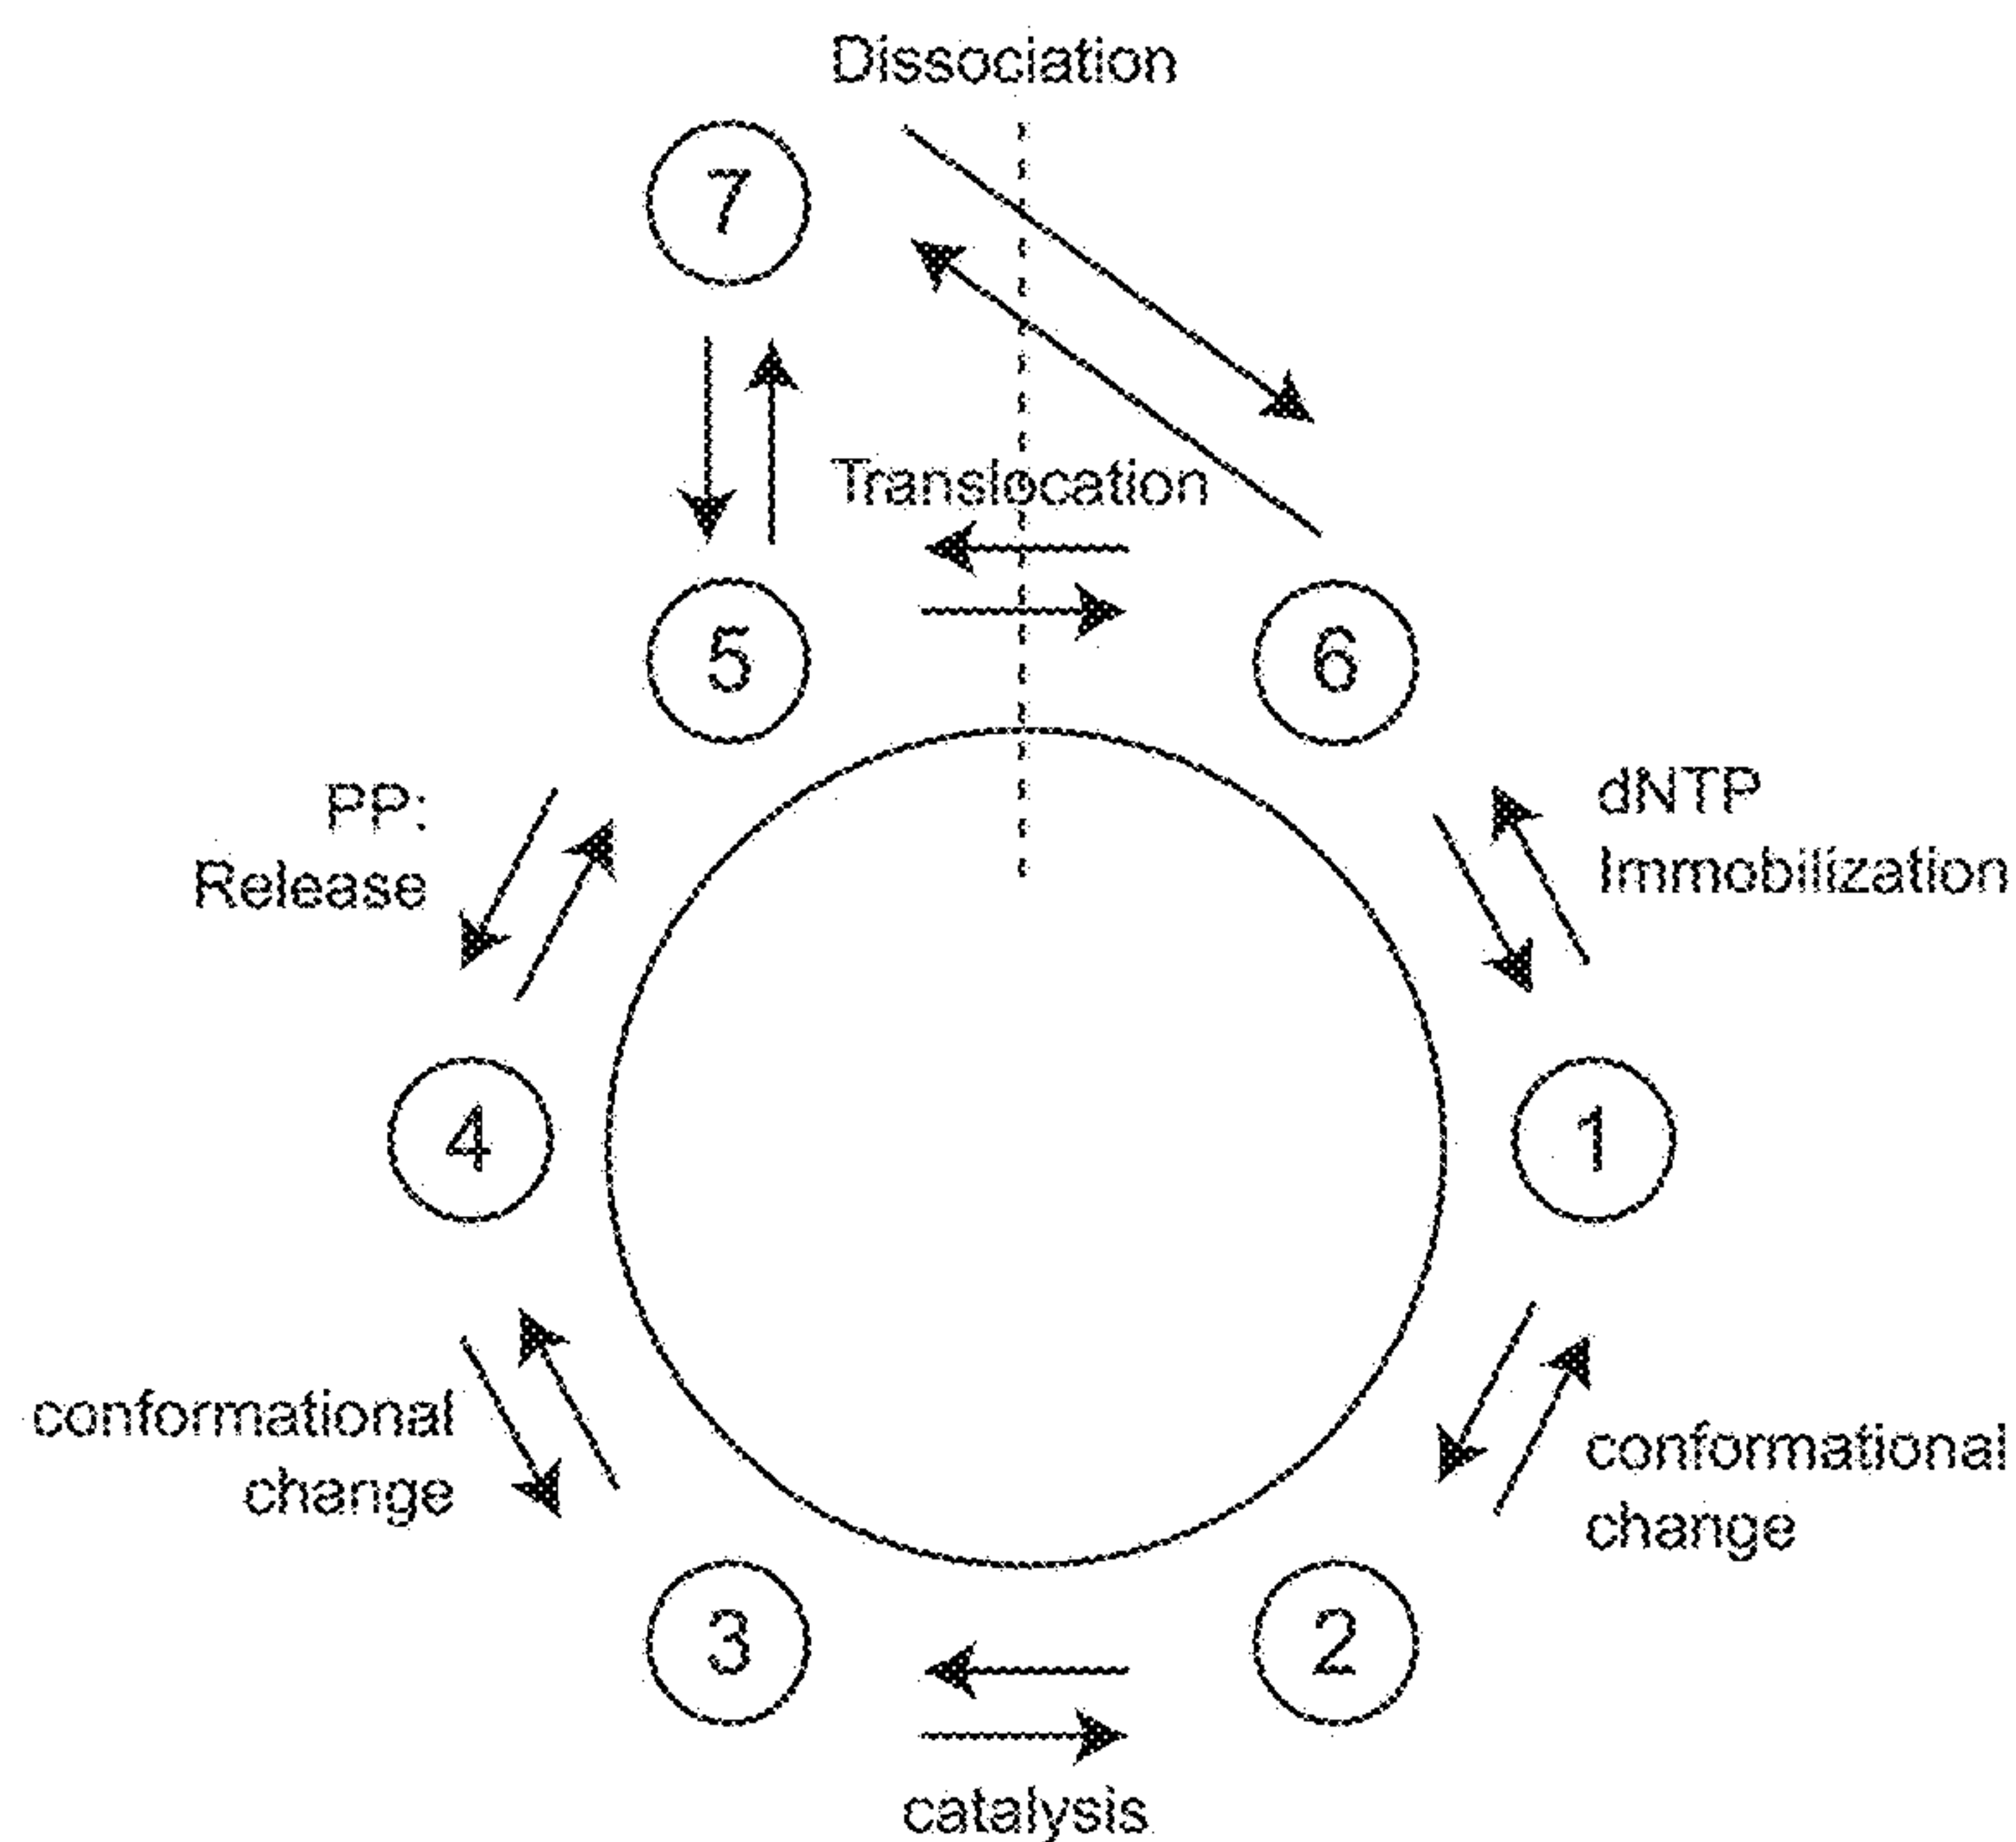 Dissociation
7
Translocation
5
6
PP:
Release
dNTP
Immobilization
4
1
conformational
change
conformational
change
3
2
catalysis